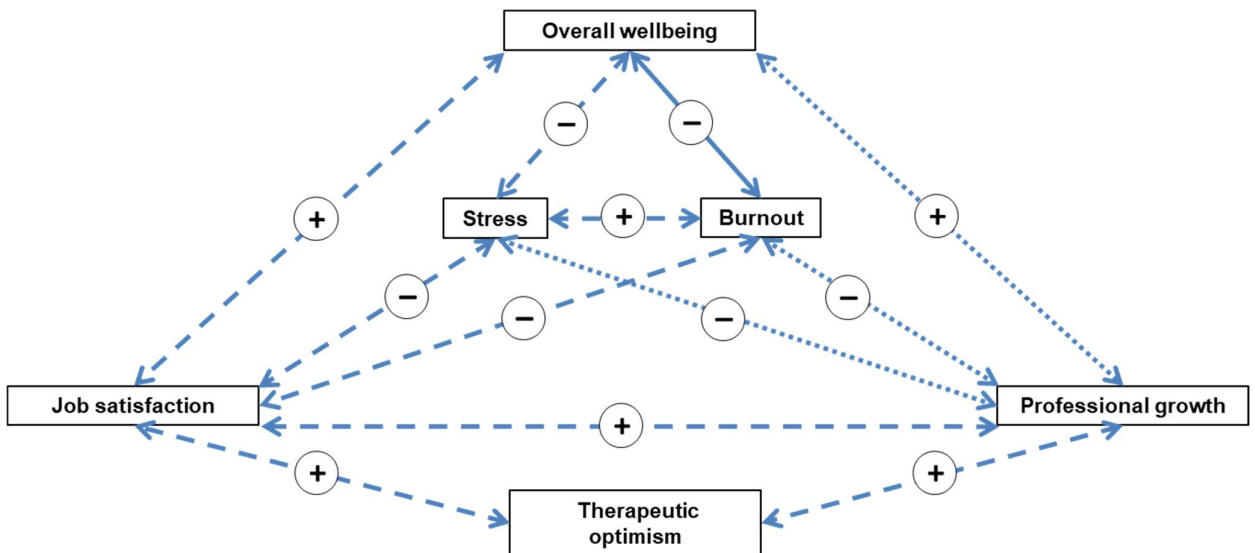 Overall wellbeing
−
−
Stress
+
Burnout
+
+
−
−
−
−
Job satisfaction
Professional growth
+
+
+
Therapeutic
optimism